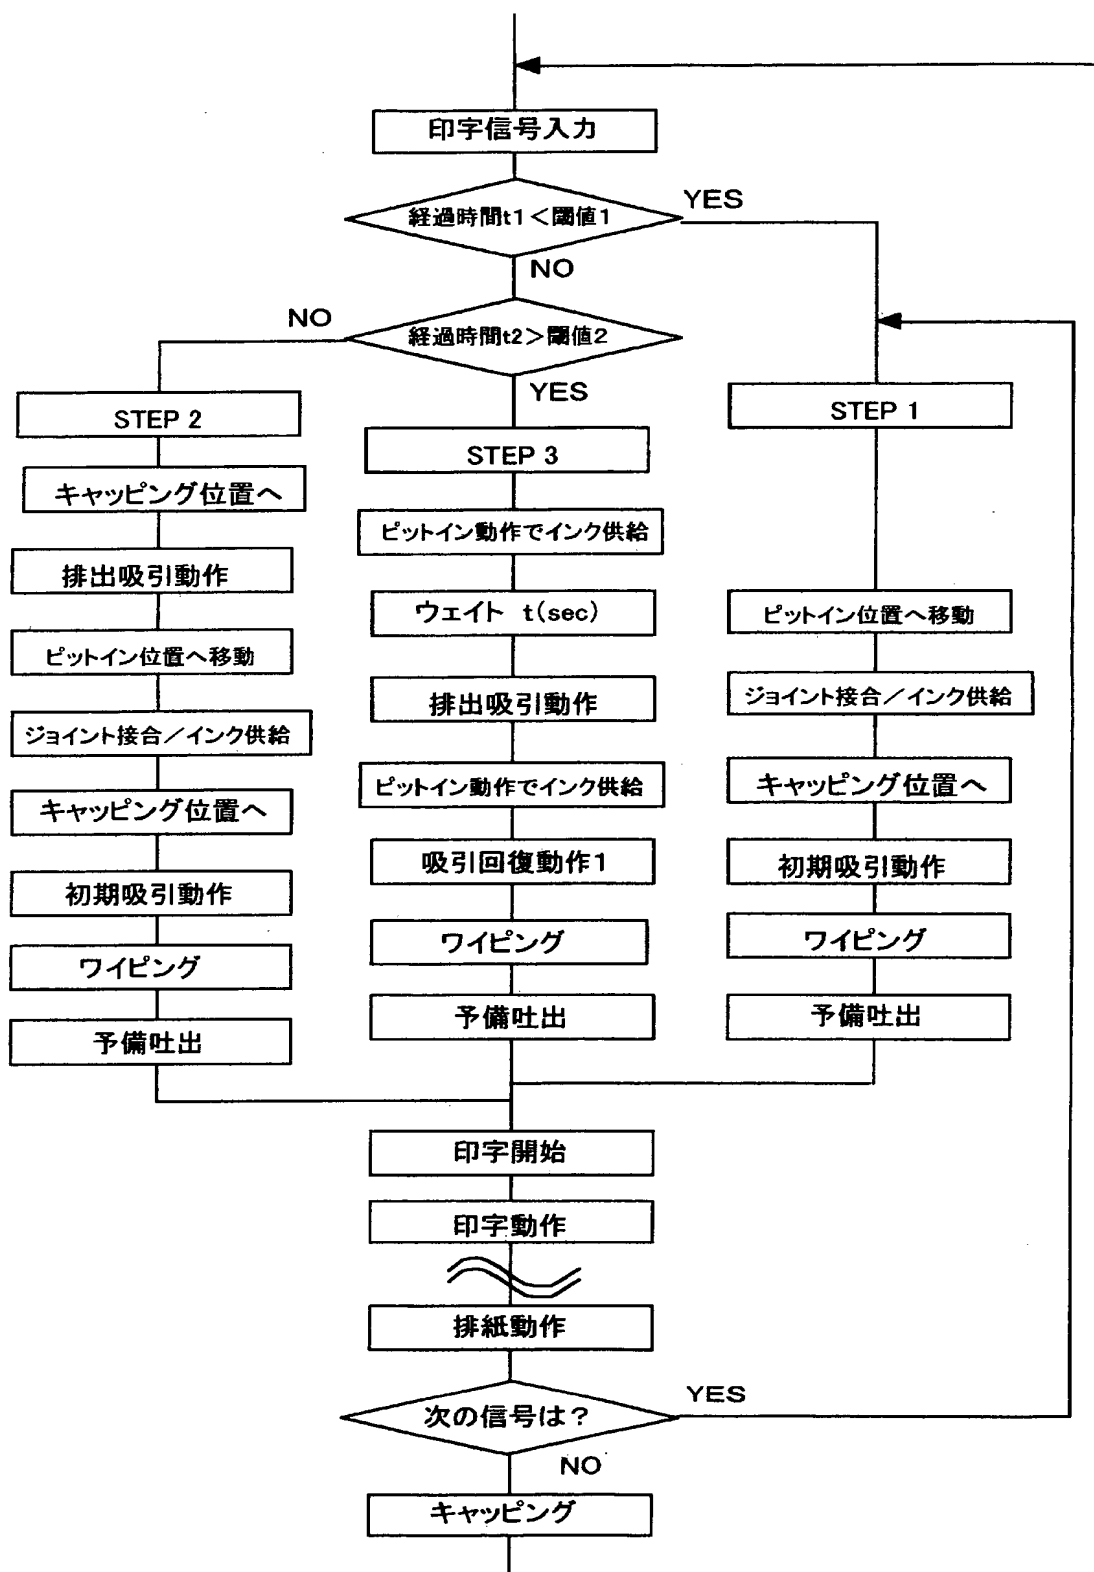 印字信号入力
経過時間t1<閾値1
YES
NO
経過時間t2>閾値2
NO
YES
STEP 2
キャッピング位置へ
排出吸引動作
ピットイン位置へ移動
ジョイント接合/インク供給
キャッピング位置へ
初期吸引動作
ワイピング
予備吐出
STEP 3
ピットイン動作でインク供給
ウェイト t(sec)
排出吸引動作
ピットイン動作でインク供給
吸引回復動作1
ワイピング
予備吐出
STEP 1
ピットイン位置へ移動
ジョイント接合/インク供給
キャッピング位置へ
初期吸引動作
ワイピング
予備吐出
印字開始
印字動作
排紙動作
次の信号は?
YES
NO
キャッピング